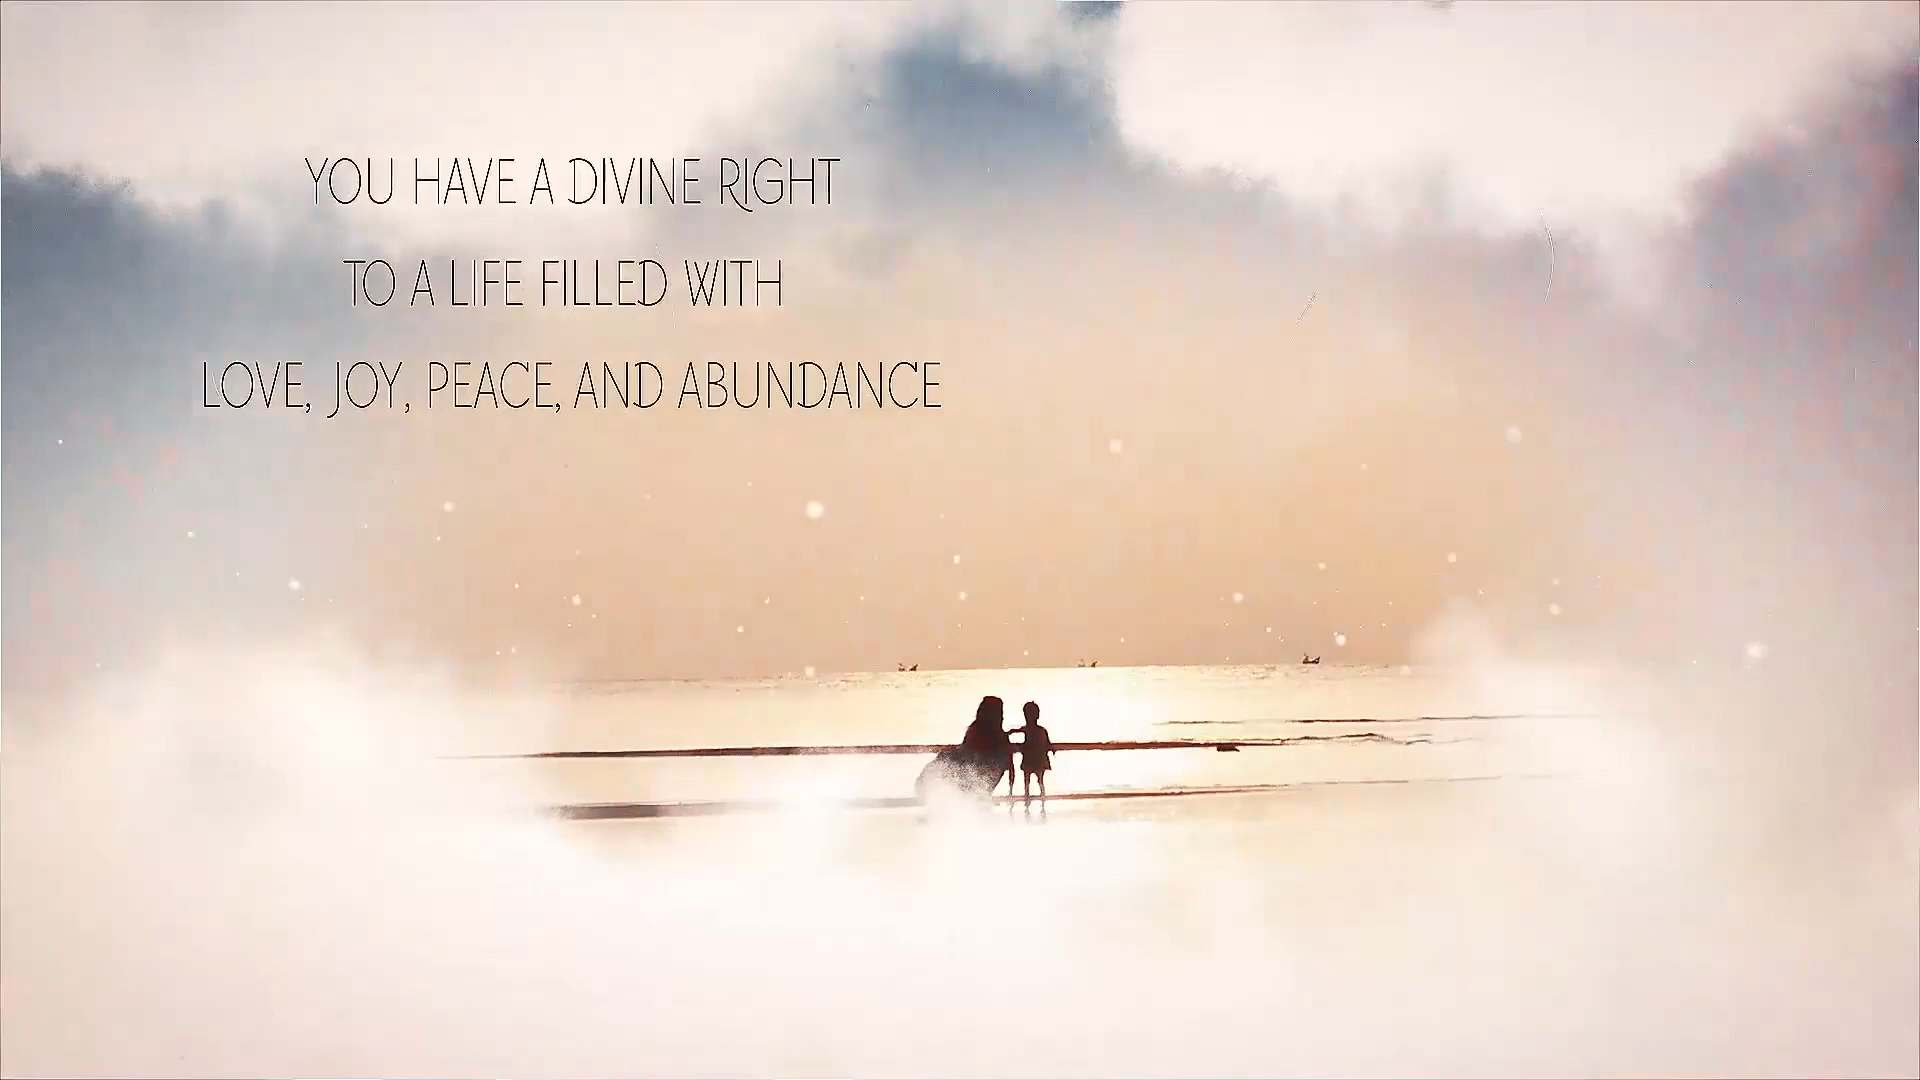 YOU HAVE A DIVINE RIGHT
TO A LIFE FILLED WITH
LOVE, JOY, PEACE, AND ABUNDANCE